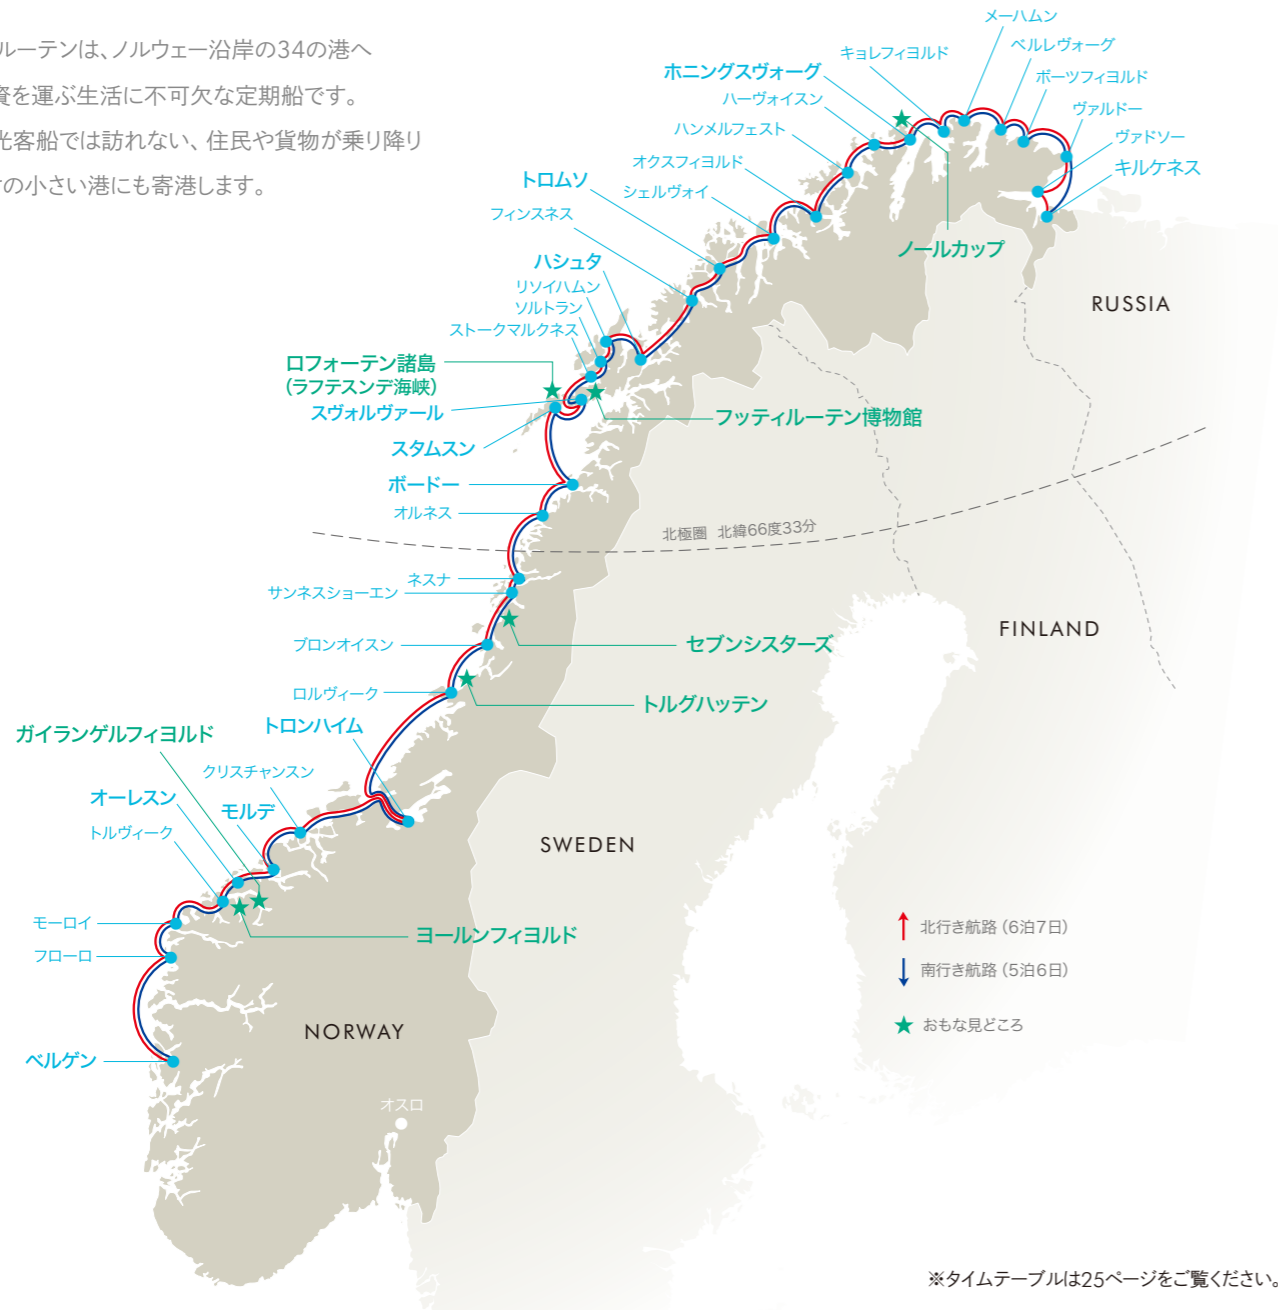 ルーテンは、ノルウェー沿岸の34の港へ
資を運ぶ生活に不可欠な定期船です。
光客船では訪れない、住民や貨物が乗り降り
の小さい港にも寄港します。
メーハムン
キョレフィヨルド
ベルレヴォーグ
ホニングスヴォーグ
ボーツフィヨルド
ハーヴォイスン
ヴァルドー
ハンメルフェスト
ヴァドソー
オクスフィヨルド
キルケネス
トロムソ
シェルヴォイ
フィンスネス
ノールカップ
ハシュタ
リソイハムン
RUSSIA
ソルトラン
ストークマルクネス
ロフォーテン諸島
(ラフテスンデ海峡)
スヴォルヴァール
フッティルーテン博物館
スタムスン
ボードー
オルネス
北極圏 北緯66度33分
ネスナ
サンネスショーエン
FINLAND
ブロンオイスン
セブンシスターズ
ロルヴィーク
トルグハッテン
トロンハイム
ガイランゲルフィヨルド
クリスチャンスン
オーレスン
モルデ
トルヴィーク
SWEDEN
モーロイ
北行き航路 (6泊7日)
ヨールンフィヨルド
フローロ
南行き航路 (5泊6日)
おもな見どころ
NORWAY
ベルゲン
オスロ
※タイムテーブルは25ページをご覧ください。